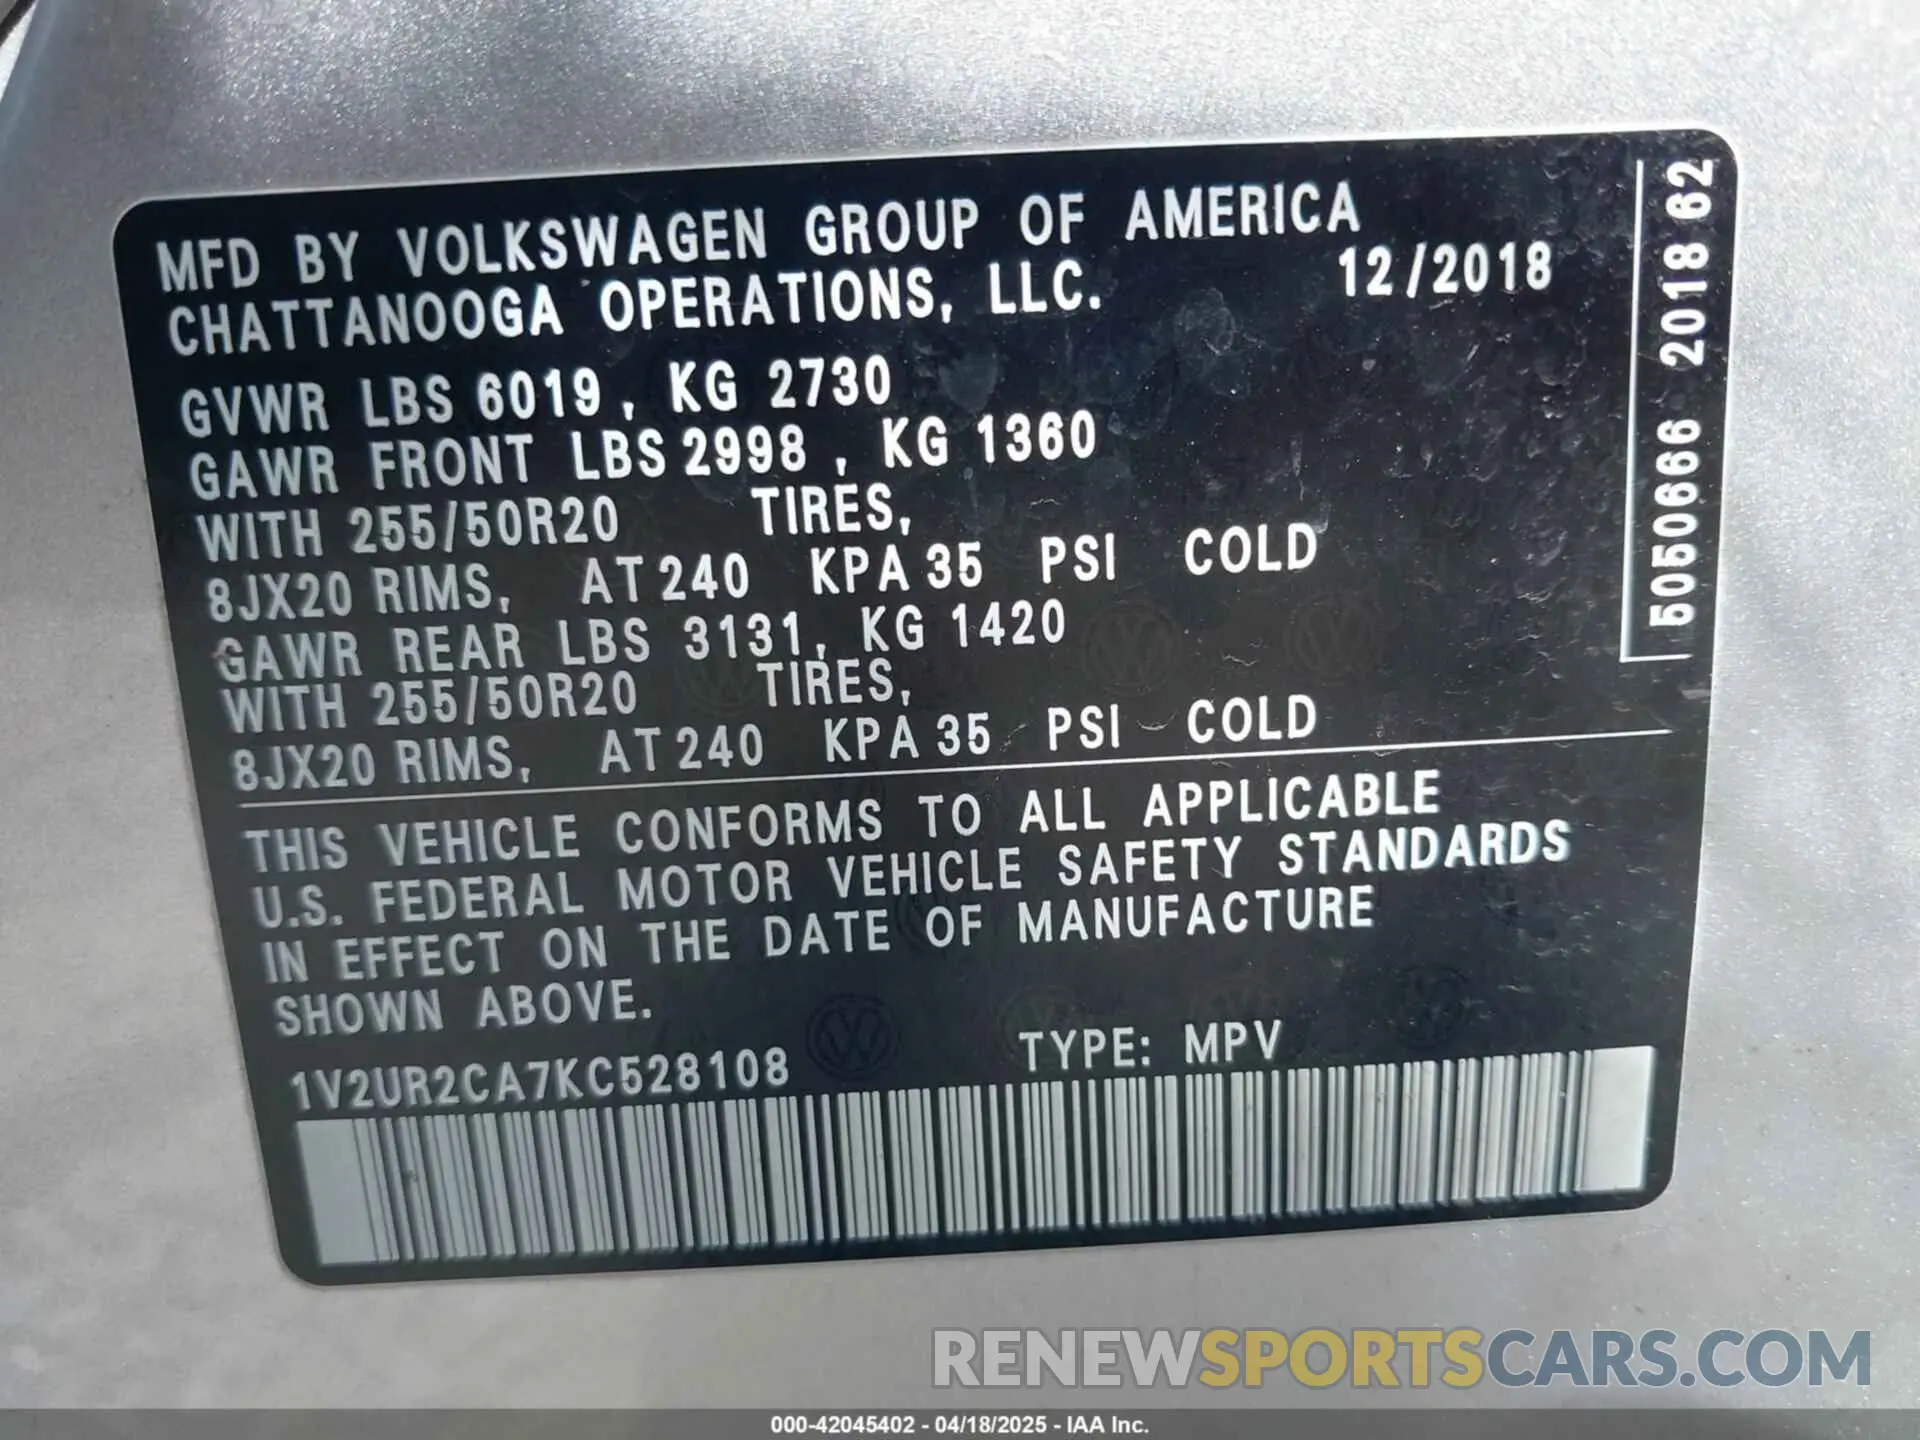 MFD BY VOLKSWAGEN GROUP OF AMERICA
CHATTANOOGA OPERATIONS, LLC. 12/2018
GVWR LBS 6019, KG 2730
GAWR FRONT LBS 2998, KG 1360
WITH 255/50R20 TIRES,
8JX20 RIMS, AT 240 KPA 35 PSI COLD
GAWR REAR LBS 3131, KG 1420
WITH 255/50R20 TIRES,
8JX20 RIMS, AT 240 KPA 35 PSI COLD
THIS VEHICLE CONFORMS TO ALL APPLICABLE
U.S. FEDERAL MOTOR VEHICLE SAFETY STANDARDS
IN EFFECT ON THE DATE OF MANUFACTURE
SHOWN ABOVE.
1V2UR2CA7KC528108 TYPE: MPV
5050666 2018 62
RENEWSPORTSCARS.COM
000-42045402 - 04/18/2025 - IAA Inc.